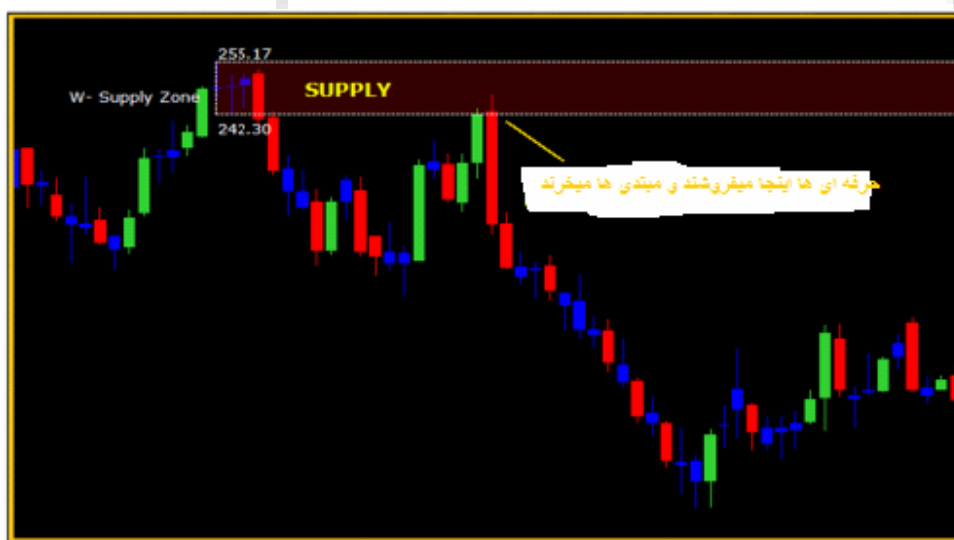 255.17
SUPPLY
W- Supply Zone
242.30
حرفه ای ها اینجا میفروشند و مبتدی ها میخرند